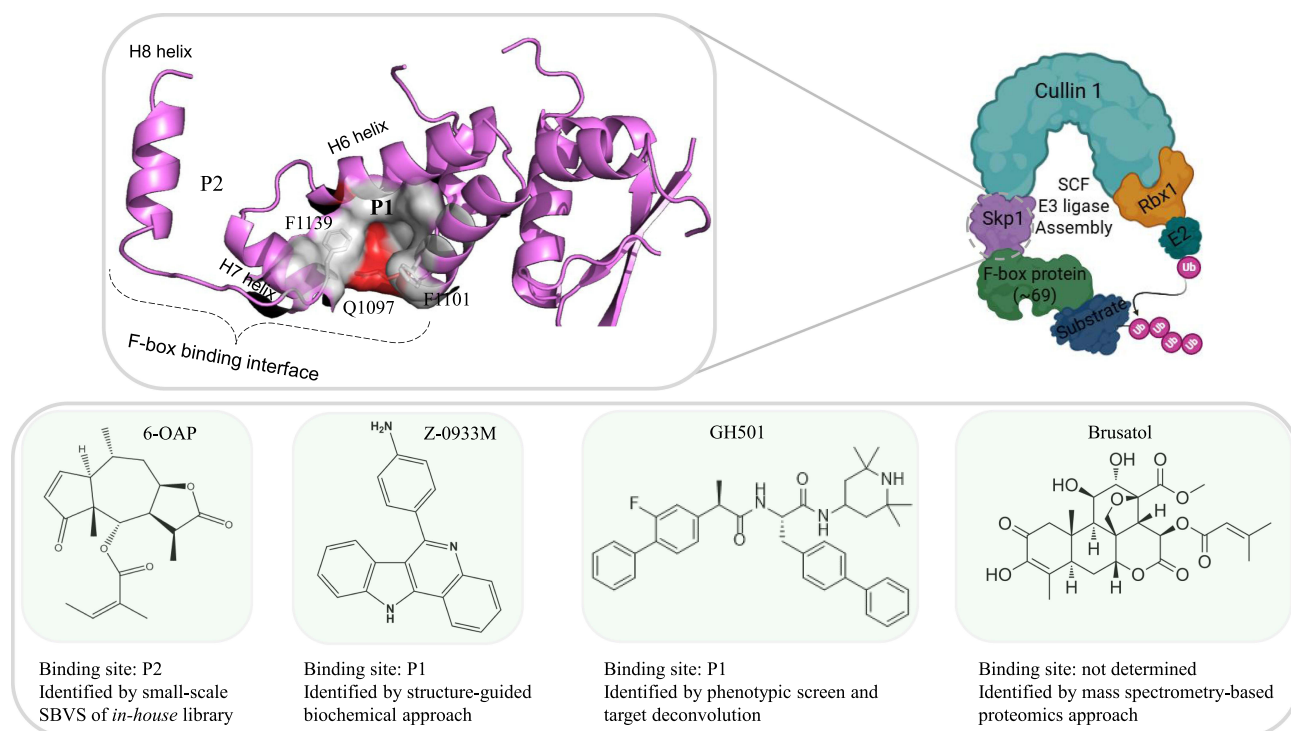 H8 helix
P2
H6 helix
P1
F1139
H7 helix
Q1097
F1101
F-box binding interface
Cullin 1
SCF
E3 ligase
Assembly
Rbx1
Skp1
E2
F-box protein
(~69)
Ub
Substrate
Ub
Ub
Ub
Ub
6-OAP
H
O
O
O
O
O
Z-0933M
H₂N
N
NH
GH501
F
O
H
N
O
N
H
NH
Brusatol
OH
HO
O
O
O
O
H
O
O
O
HO
H
H
H
O
O
H
Binding site: P2
Identified by small-scale
SBVS of in-house library
Binding site: P1
Identified by structure-guided
biochemical approach
Binding site: P1
Identified by phenotypic screen and
target deconvolution
Binding site: not determined
Identified by mass spectrometry-based
proteomics approach